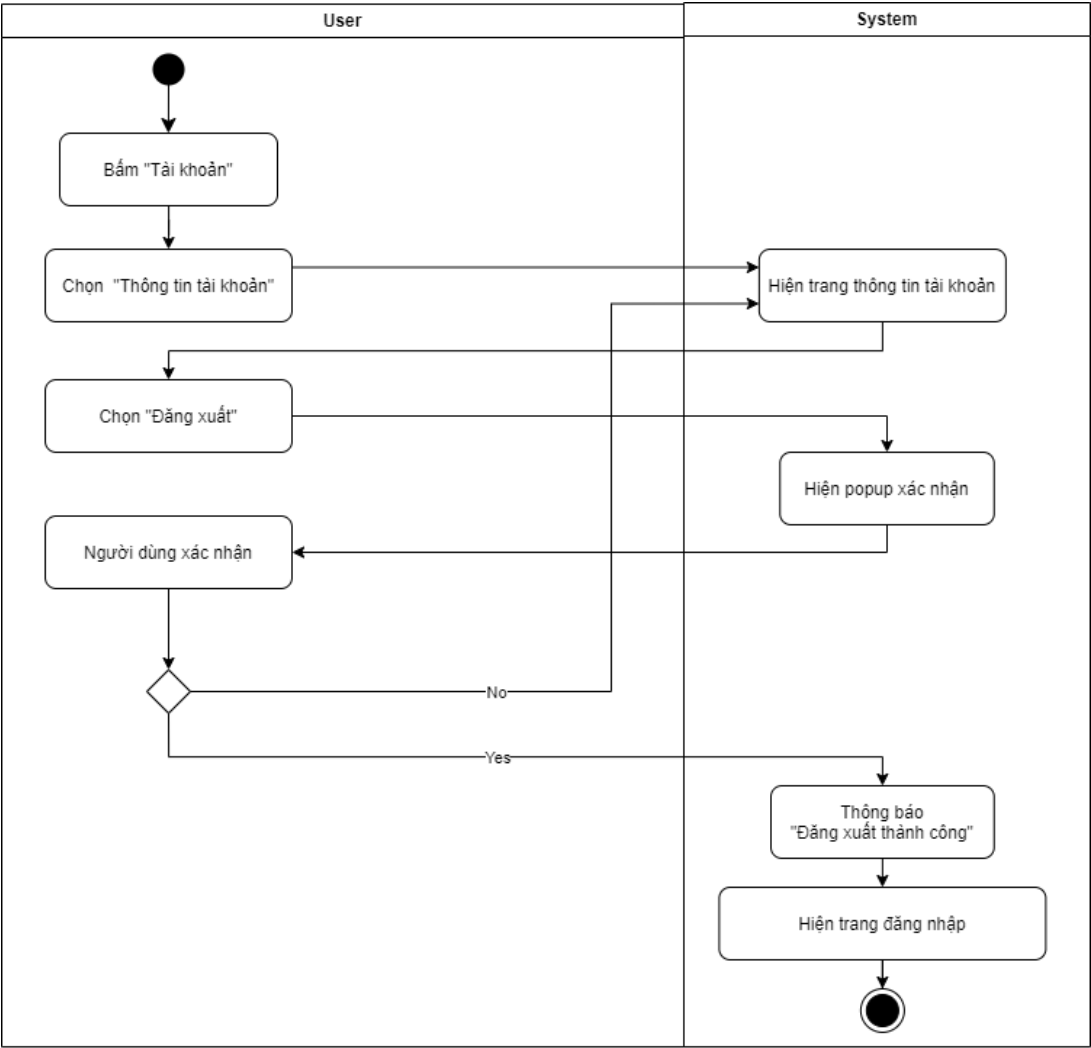 User
System
Bấm "Tài khoản"
Chọn "Thông tin tài khoản"
Hiện trang thông tin tài khoản
Chọn "Đăng xuất"
Hiện popup xác nhận
Người dùng xác nhận
No
Yes
Thông báo
"Đăng xuất thành công"
Hiện trang đăng nhập